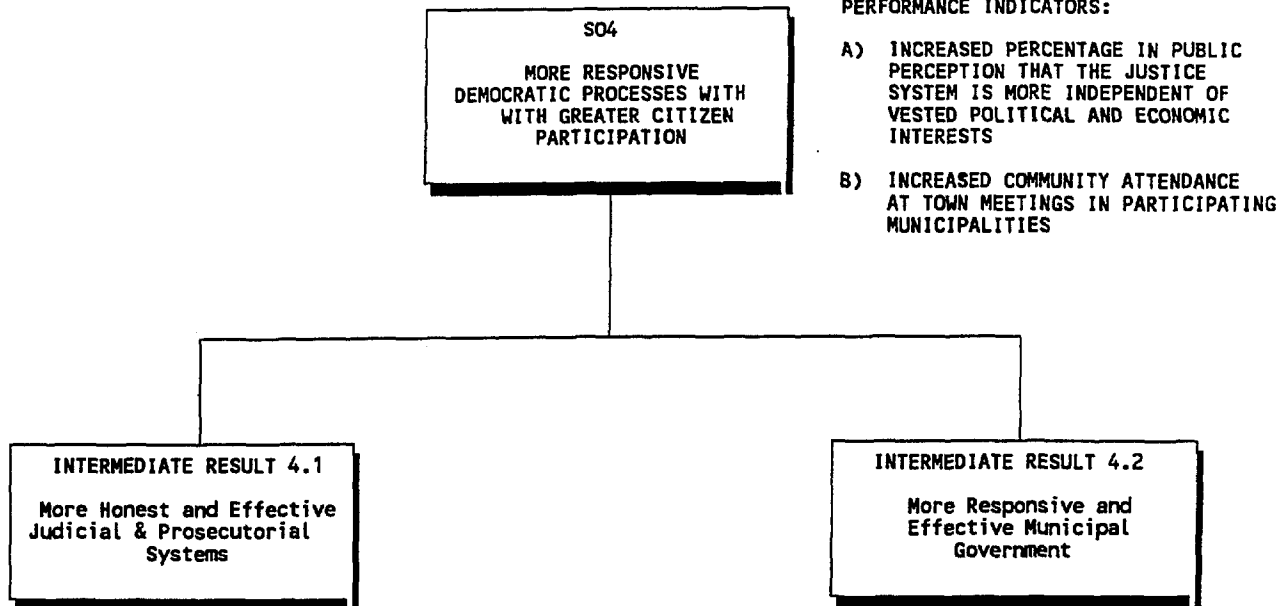 SO4
MORE RESPONSIVE
DEMOCRATIC PROCESSES WITH
WITH GREATER CITIZEN
PARTICIPATION
PERFORMANCE INDICATORS:
A) INCREASED PERCENTAGE IN PUBLIC
PERCEPTION THAT THE JUSTICE
SYSTEM IS MORE INDEPENDENT OF
VESTED POLITICAL AND ECONOMIC
INTERESTS
B) INCREASED COMMUNITY ATTENDANCE
AT TOWN MEETINGS IN PARTICIPATING
MUNICIPALITIES
INTERMEDIATE RESULT 4.1
More Honest and Effective
Judicial & Prosecutorial
Systems
INTERMEDIATE RESULT 4.2
More Responsive and
Effective Municipal
Government